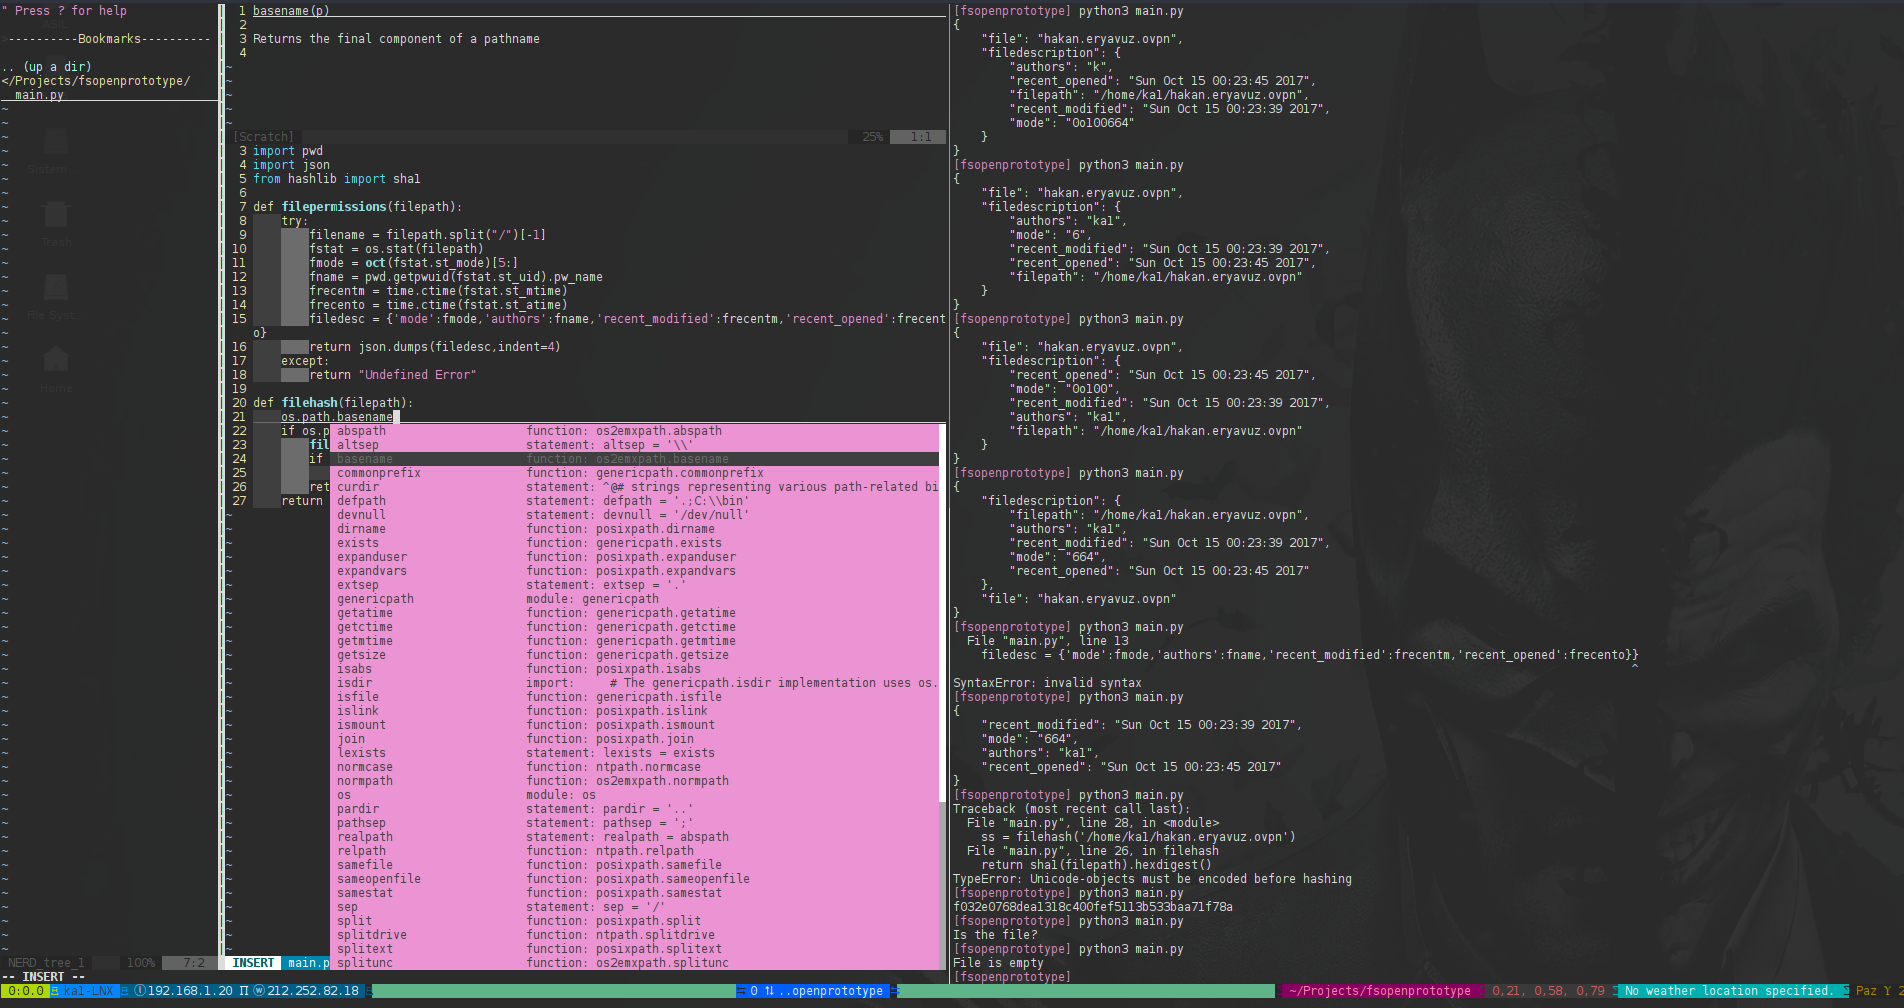 " Press ? for help
>----------Bookmarks----------
.. (up a dir)
</Projects/fsopenprototype/
  main.py
Sistem
Trash
File Syst
Home
NERD_tree_1    100%    7:2
  1 basename(p)
  2
  3 Returns the final component of a pathname
  4
[Scratch]    25%    1:1
  3 import pwd
  4 import json
  5 from hashlib import sha1
  6
  7 def filepermissions(filepath):
  8     try:
  9         filename = filepath.split("/")[-1]
 10         fstat = os.stat(filepath)
 11         fmode = oct(fstat.st_mode)[5:]
 12         fname = pwd.getpwuid(fstat.st_uid).pw_name
 13         frecentm = time.ctime(fstat.st_mtime)
 14         frecento = time.ctime(fstat.st_atime)
 15         filedesc = {'mode':fmode,'authors':fname,'recent_modified':frecentm,'recent_opened':frecent
o}
 16         return json.dumps(filedesc,indent=4)
 17     except:
 18         return "Undefined Error"
 19
 20 def filehash(filepath):
 21     os.path.basename
 22     if os.p
 23         fil
 24         if
 25
 26         ret
 27     return
abspath    function: os2emxpath.abspath
altsep    statement: altsep = '\\'
basename    function: os2emxpath.basename
commonprefix    function: genericpath.commonprefix
curdir    statement: ^@# strings representing various path-related bi
defpath    statement: defpath = '.;C:\\bin'
devnull    statement: devnull = '/dev/null'
dirname    function: posixpath.dirname
exists    function: genericpath.exists
expanduser    function: posixpath.expanduser
expandvars    function: posixpath.expandvars
extsep    statement: extsep = '.'
genericpath    module: genericpath
getatime    function: genericpath.getatime
getctime    function: genericpath.getctime
getmtime    function: genericpath.getmtime
getsize    function: genericpath.getsize
isabs    function: posixpath.isabs
isdir    import:     # The genericpath.isdir implementation uses os.
isfile    function: genericpath.isfile
islink    function: posixpath.islink
ismount    function: posixpath.ismount
join    function: posixpath.join
lexists    statement: lexists = exists
normcase    function: ntpath.normcase
normpath    function: os2emxpath.normpath
os    module: os
pardir    statement: pardir = '..'
pathsep    statement: pathsep = ';'
realpath    statement: realpath = abspath
relpath    function: ntpath.relpath
samefile    function: posixpath.samefile
sameopenfile    function: posixpath.sameopenfile
samestat    function: posixpath.samestat
sep    statement: sep = '/'
split    function: posixpath.split
splitdrive    function: ntpath.splitdrive
splitext    function: posixpath.splitext
splitunc    function: os2emxpath.splitunc
INSERT  main.p
-- INSERT --
[fsopenprototype] python3 main.py
{
    "file": "hakan.eryavuz.ovpn",
    "filedescription": {
        "authors": "k",
        "recent_opened": "Sun Oct 15 00:23:45 2017",
        "filepath": "/home/kal/hakan.eryavuz.ovpn",
        "recent_modified": "Sun Oct 15 00:23:39 2017",
        "mode": "0o100664"
    }
}
[fsopenprototype] python3 main.py
{
    "file": "hakan.eryavuz.ovpn",
    "filedescription": {
        "authors": "kal",
        "mode": "6",
        "recent_modified": "Sun Oct 15 00:23:39 2017",
        "recent_opened": "Sun Oct 15 00:23:45 2017",
        "filepath": "/home/kal/hakan.eryavuz.ovpn"
    }
}
[fsopenprototype] python3 main.py
{
    "file": "hakan.eryavuz.ovpn",
    "filedescription": {
        "recent_opened": "Sun Oct 15 00:23:45 2017",
        "mode": "0o100",
        "recent_modified": "Sun Oct 15 00:23:39 2017",
        "authors": "kal",
        "filepath": "/home/kal/hakan.eryavuz.ovpn"
    }
}
[fsopenprototype] python3 main.py
{
    "filedescription": {
        "filepath": "/home/kal/hakan.eryavuz.ovpn",
        "authors": "kal",
        "recent_modified": "Sun Oct 15 00:23:39 2017",
        "mode": "664",
        "recent_opened": "Sun Oct 15 00:23:45 2017"
    },
    "file": "hakan.eryavuz.ovpn"
}
[fsopenprototype] python3 main.py
  File "main.py", line 13
    filedesc = {'mode':fmode,'authors':fname,'recent_modified':frecentm,'recent_opened':frecento}}
^
SyntaxError: invalid syntax
[fsopenprototype] python3 main.py
{
    "recent_modified": "Sun Oct 15 00:23:39 2017",
    "mode": "664",
    "authors": "kal",
    "recent_opened": "Sun Oct 15 00:23:45 2017"
}
[fsopenprototype] python3 main.py
Traceback (most recent call last):
  File "main.py", line 28, in <module>
    ss = filehash('/home/kal/hakan.eryavuz.ovpn')
  File "main.py", line 26, in filehash
    return sha1(filepath).hexdigest()
TypeError: Unicode-objects must be encoded before hashing
[fsopenprototype] python3 main.py
f032e0768dea1318c400fef5113b533baa71f78a
[fsopenprototype] python3 main.py
Is the file?
[fsopenprototype] python3 main.py
File is empty
[fsopenprototype]
0:0.0  kal-LNX  ⓛ192.168.1.20 Π ⓦ212.252.82.18    0 ⇅ ..openprototype    ~/Projects/fsopenprototype  0,21, 0,58, 0,79  No weather location specified.  Paz Y 2